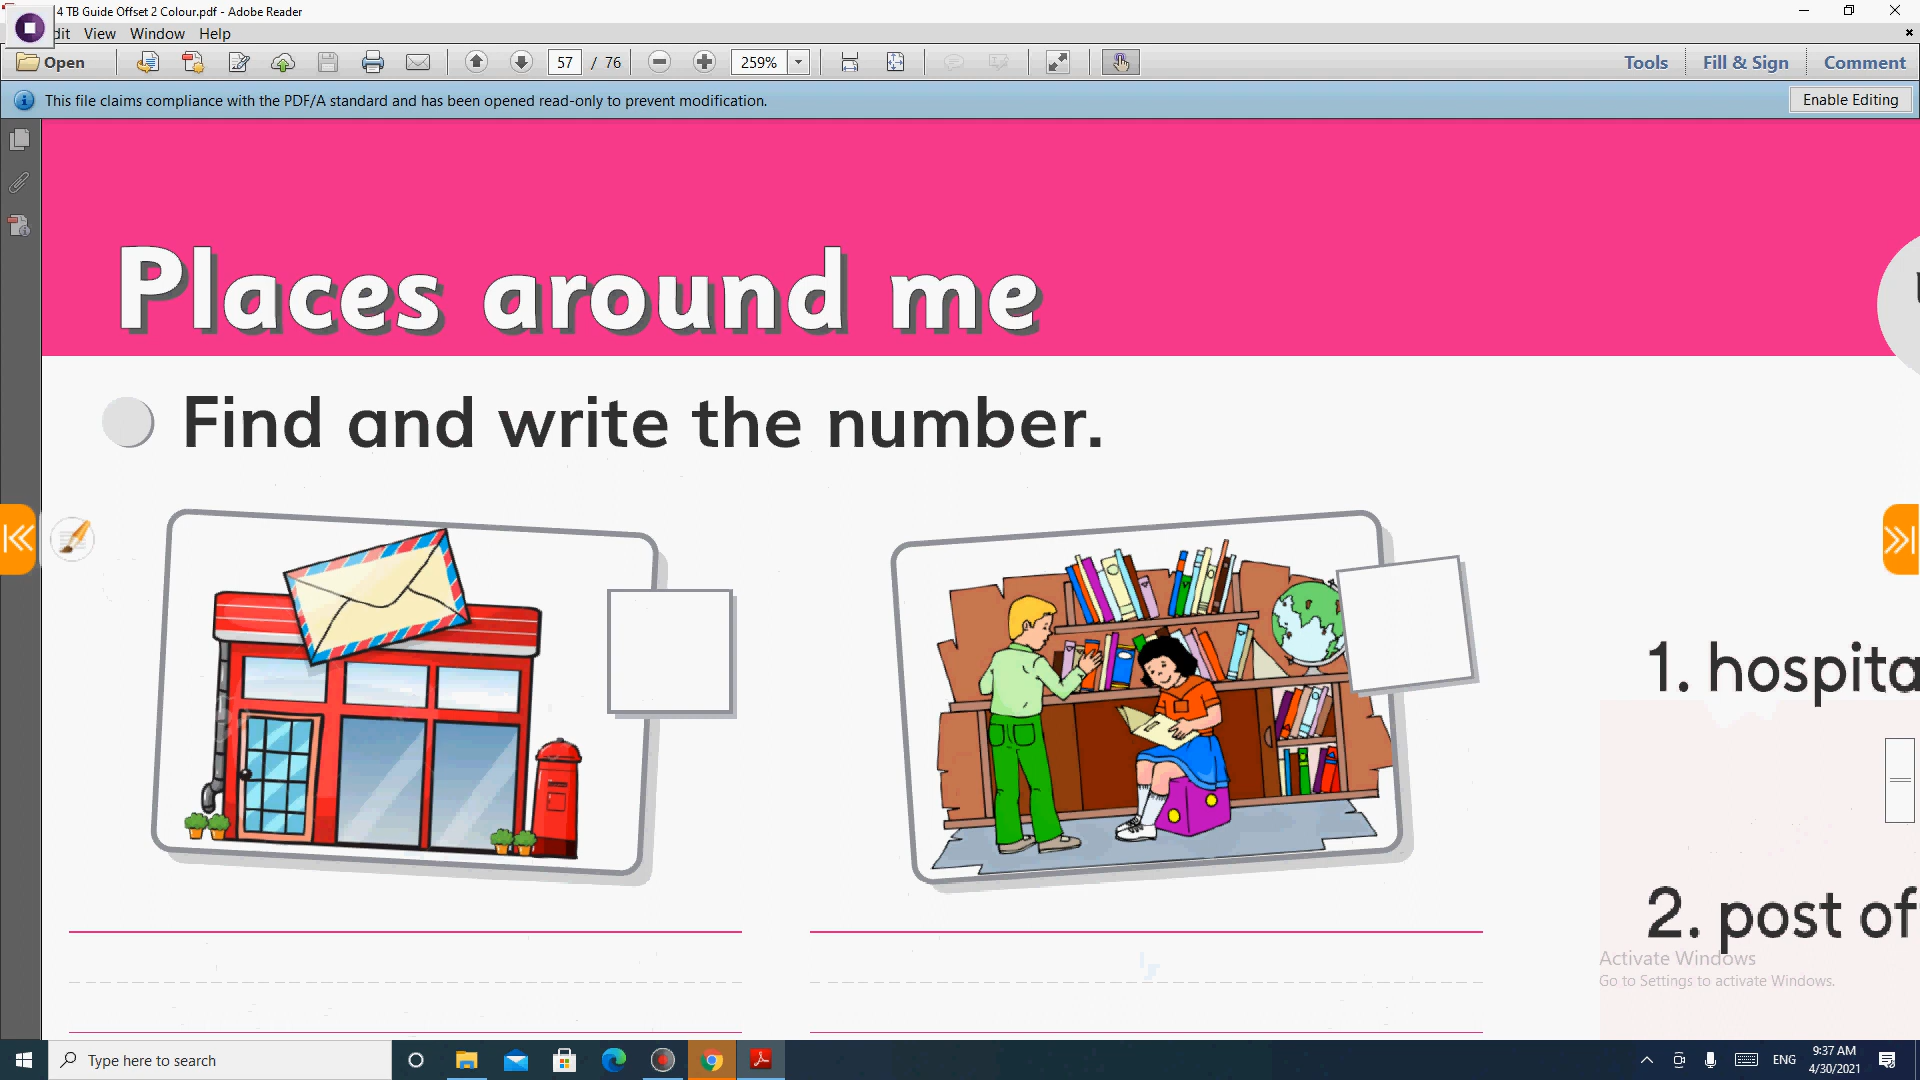 4 TB Guide Offset 2 Colour.pdf - Adobe Reader
dit View Window Help
Open 57 / 76 259% Tools Fill & Sign Comment
This file claims compliance with the PDF/A standard and has been opened read-only to prevent modification. Enable Editing
Places around me
Find and write the number.
1. hospita
2. post of
Activate Windows
Go to Settings to activate Windows.
Type here to search
ENG
9:37 AM
4/30/2021